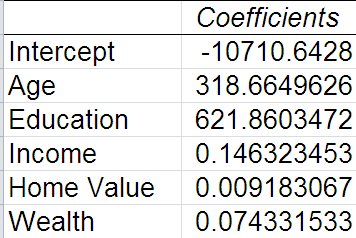 Coefficients
Intercept -10710.6428
Age 318.6649626
Education 621.8603472
Income 0.146323453
Home Value 0.009183067
Wealth 0.074331533